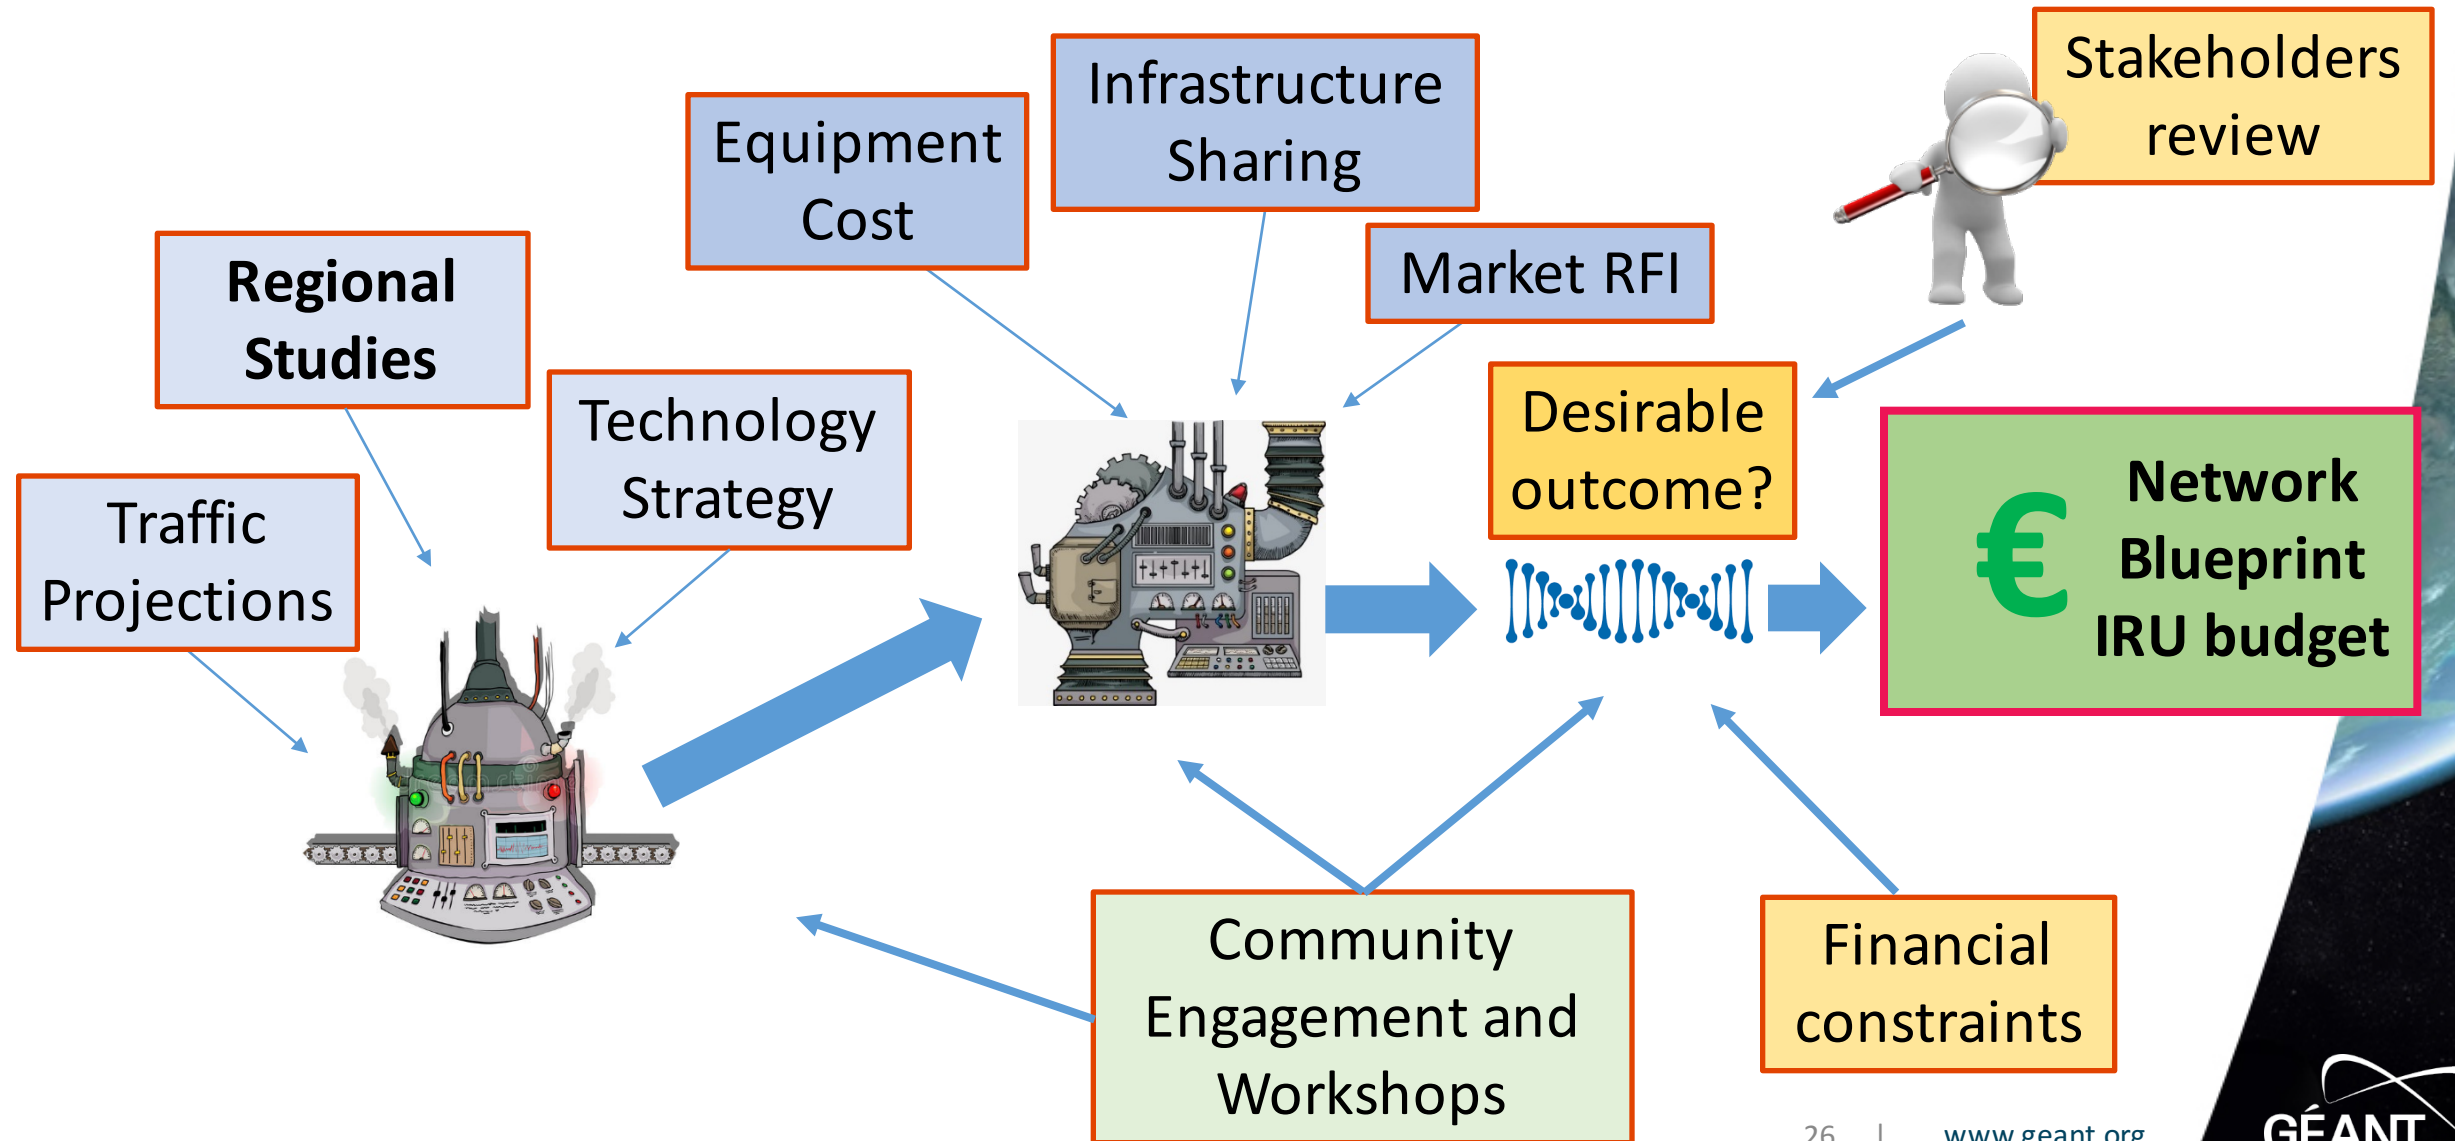 Infrastructure
Sharing
Stakeholders
review
Equipment
Cost
Regional
Studies
Market RFI
Technology
Strategy
Desirable
outcome?
Traffic
Projections
€
Network
Blueprint
IRU budget
Community
Engagement and
Workshops
Financial
constraints
26 | www.geant.org
GÉANT